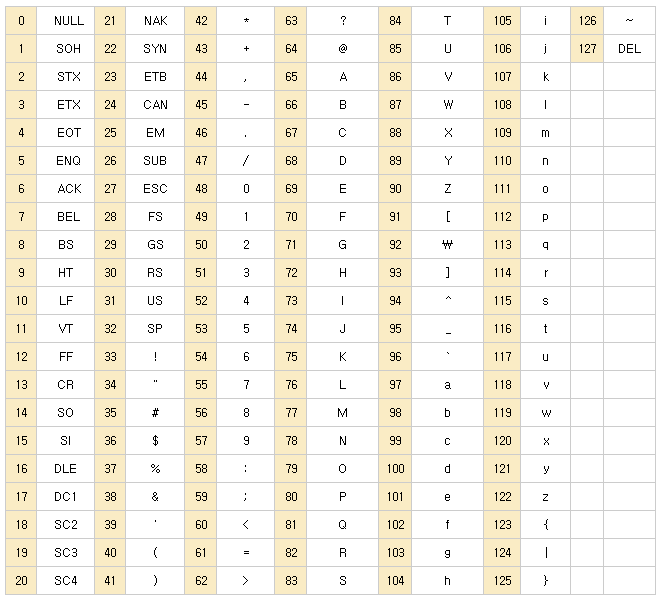 0 NULL 21 NAK 42 * 63 ? 84 T 105 i 126 ~
1 SOH 22 SYN 43 + 64 @ 85 U 106 j 127 DEL
2 STX 23 ETB 44 , 65 A 86 V 107 k
3 ETX 24 CAN 45 - 66 B 87 W 108 l
4 EOT 25 EM 46 . 67 C 88 X 109 m
5 ENQ 26 SUB 47 / 68 D 89 Y 110 n
6 ACK 27 ESC 48 0 69 E 90 Z 111 o
7 BEL 28 FS 49 1 70 F 91 [ 112 p
8 BS 29 GS 50 2 71 G 92 ₩ 113 q
9 HT 30 RS 51 3 72 H 93 ] 114 r
10 LF 31 US 52 4 73 I 94 ^ 115 s
11 VT 32 SP 53 5 74 J 95 _ 116 t
12 FF 33 ! 54 6 75 K 96 ` 117 u
13 CR 34 " 55 7 76 L 97 a 118 v
14 SO 35 # 56 8 77 M 98 b 119 w
15 SI 36 $ 57 9 78 N 99 c 120 x
16 DLE 37 % 58 : 79 O 100 d 121 y
17 DC1 38 & 59 ; 80 P 101 e 122 z
18 SC2 39 ' 60 < 81 Q 102 f 123 {
19 SC3 40 ( 61 = 82 R 103 g 124 |
20 SC4 41 ) 62 > 83 S 104 h 125 }